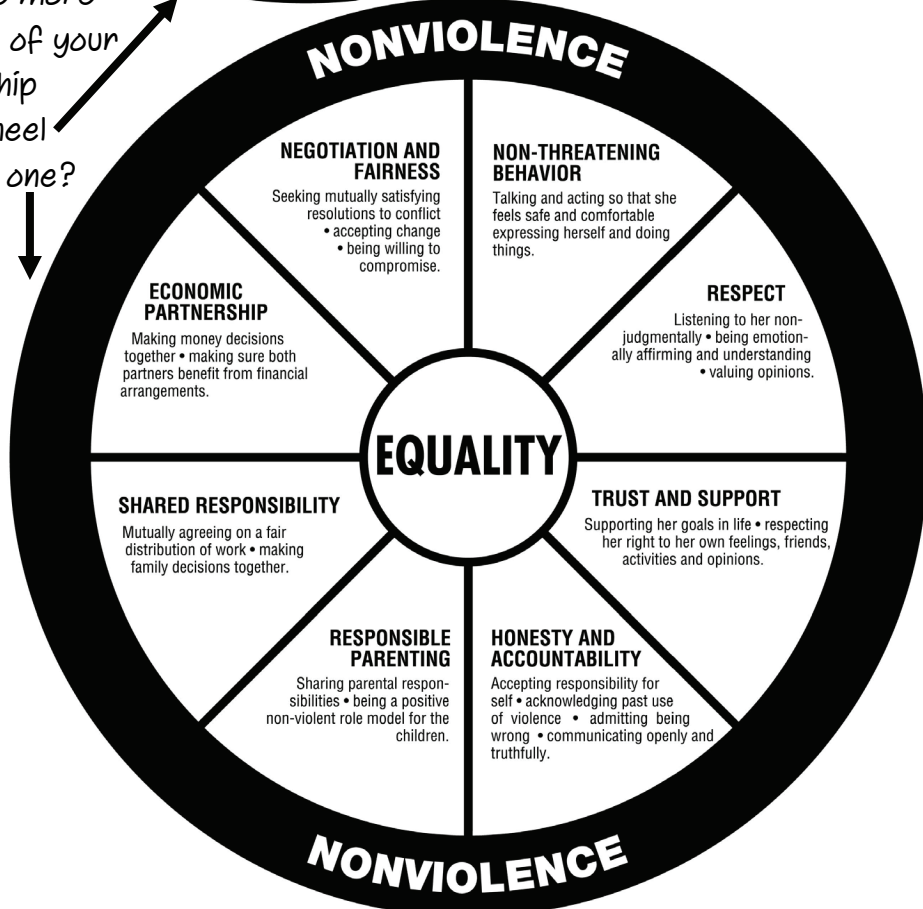 of your
neel
one?
NONVIOLENCE
NEGOTIATION AND
FAIRNESS
Seeking mutually satisfying
resolutions to conflict
• accepting change
• being willing to
compromise.
NON-THREATENING
BEHAVIOR
Talking and acting so that she
feels safe and comfortable
expressing herself and doing
things.
ECONOMIC
PARTNERSHIP
Making money decisions
together • making sure both
partners benefit from financial
arrangements.
RESPECT
Listening to her non-
judgmentally • being emotion-
ally affirming and understanding
• valuing opinions.
EQUALITY
SHARED RESPONSIBILITY
Mutually agreeing on a fair
distribution of work • making
family decisions together.
TRUST AND SUPPORT
Supporting her goals in life • respecting
her right to her own feelings, friends,
activities and opinions.
RESPONSIBLE
PARENTING
Sharing parental respon-
sibilities • being a positive
non-violent role model for the
children.
HONESTY AND
ACCOUNTABILITY
Accepting responsibility for
self • acknowledging past use
of violence • admitting being
wrong • communicating openly and
truthfully.
NONVIOLENCE